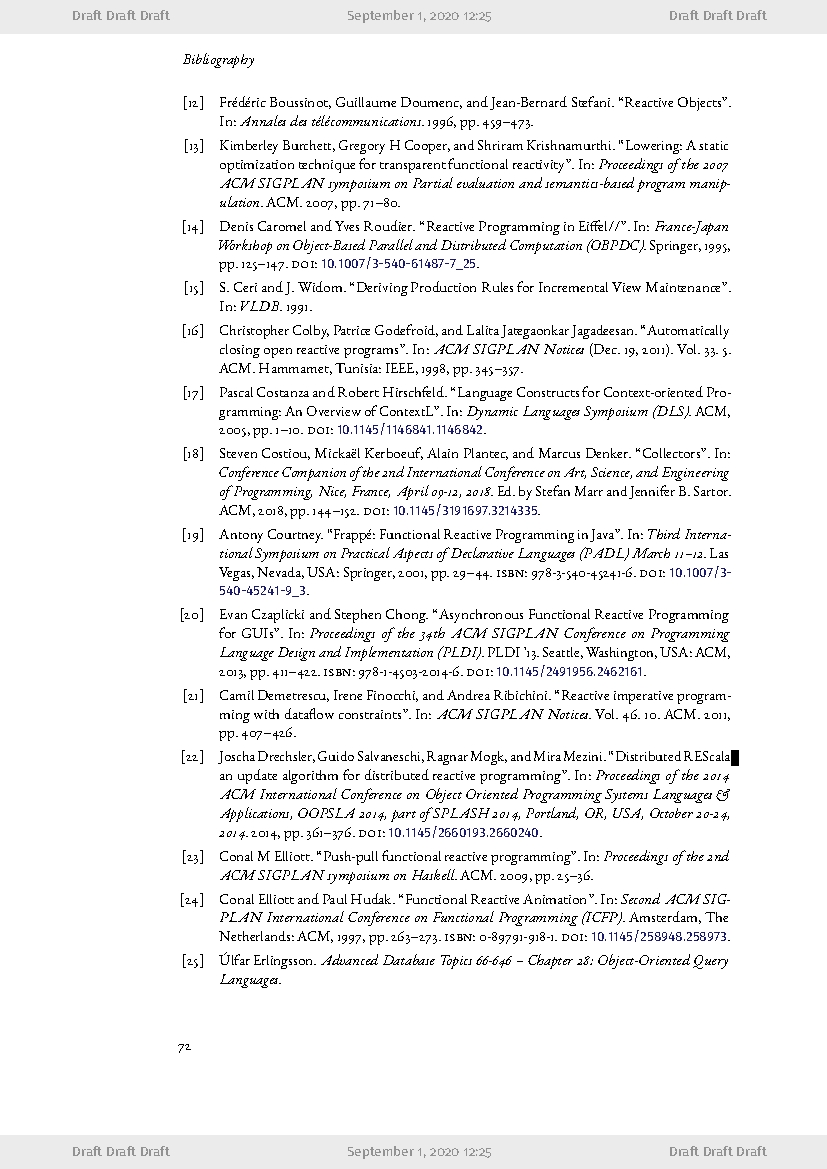 Draft Draft Draft September 1, 2020 12:25 Draft Draft Draft
Bibliography
[12] Frédéric Boussinot, Guillaume Doumenc, and Jean-Bernard Stefani. “Reactive Objects”.
In: Annales des télécommunications. 1996, pp. 459–473.
[13] Kimberley Burchett, Gregory H Cooper, and Shriram Krishnamurthi. “Lowering: A static
optimization technique for transparent functional reactivity”. In: Proceedings of the 2007
ACM SIGPLAN symposium on Partial evaluation and semantics-based program manip-
ulation. ACM. 2007, pp. 71–80.
[14] Denis Caromel and Yves Roudier. “Reactive Programming in Eiffel//”. In: France-Japan
Workshop on Object-Based Parallel and Distributed Computation (OBPDC). Springer, 1995,
pp. 125–147. DOI: 10.1007/3-540-61487-7_25.
[15] S. Ceri and J. Widom. “Deriving Production Rules for Incremental View Maintenance”.
In: VLDB. 1991.
[16] Christopher Colby, Patrice Godefroid, and Lalita Jategaonkar Jagadeesan. “Automatically
closing open reactive programs”. In: ACM SIGPLAN Notices (Dec. 19, 2011). Vol. 33. 5.
ACM. Hammamet, Tunisia: IEEE, 1998, pp. 345–357.
[17] Pascal Costanza and Robert Hirschfeld. “Language Constructs for Context-oriented Pro-
gramming: An Overview of ContextL”. In: Dynamic Languages Symposium (DLS). ACM,
2005, pp. 1–10. DOI: 10.1145/1146841.1146842.
[18] Steven Costiou, Mickaël Kerboeuf, Alain Plantec, and Marcus Denker. “Collectors”. In:
Conference Companion of the 2nd International Conference on Art, Science, and Engineering
of Programming, Nice, France, April 09-12, 2018. Ed. by Stefan Marr and Jennifer B. Sartor.
ACM, 2018, pp. 144–152. DOI: 10.1145/3191697.3214335.
[19] Antony Courtney. “Frappé: Functional Reactive Programming in Java”. In: Third Interna-
tional Symposium on Practical Aspects of Declarative Languages (PADL) March 11–12. Las
Vegas, Nevada, USA: Springer, 2001, pp. 29–44. ISBN: 978-3-540-45241-6. DOI: 10.1007/3-
540-45241-9_3.
[20] Evan Czaplicki and Stephen Chong. “Asynchronous Functional Reactive Programming
for GUIs”. In: Proceedings of the 34th ACM SIGPLAN Conference on Programming
Language Design and Implementation (PLDI). PLDI ’13. Seattle, Washington, USA: ACM,
2013, pp. 411–422. ISBN: 978-1-4503-2014-6. DOI: 10.1145/2491956.2462161.
[21] Camil Demetrescu, Irene Finocchi, and Andrea Ribichini. “Reactive imperative program-
ming with dataflow constraints”. In: ACM SIGPLAN Notices. Vol. 46. 10. ACM. 2011,
pp. 407–426.
[22] Joscha Drechsler, Guido Salvaneschi, Ragnar Mogk, and Mira Mezini. “Distributed REScala
an update algorithm for distributed reactive programming”. In: Proceedings of the 2014
ACM International Conference on Object Oriented Programming Systems Languages &
Applications, OOPSLA 2014, part of SPLASH 2014, Portland, OR, USA, October 20-24,
2014. 2014, pp. 361–376. DOI: 10.1145/2660193.2660240.
[23] Conal M Elliott. “Push-pull functional reactive programming”. In: Proceedings of the 2nd
ACM SIGPLAN symposium on Haskell. ACM. 2009, pp. 25–36.
[24] Conal Elliott and Paul Hudak. “Functional Reactive Animation”. In: Second ACM SIG-
PLAN International Conference on Functional Programming (ICFP). Amsterdam, The
Netherlands: ACM, 1997, pp. 263–273. ISBN: 0-89791-918-1. DOI: 10.1145/258948.258973.
[25] Úlfar Erlingsson. Advanced Database Topics 66-646 – Chapter 28: Object-Oriented Query
Languages.
72
Draft Draft Draft September 1, 2020 12:25 Draft Draft Draft